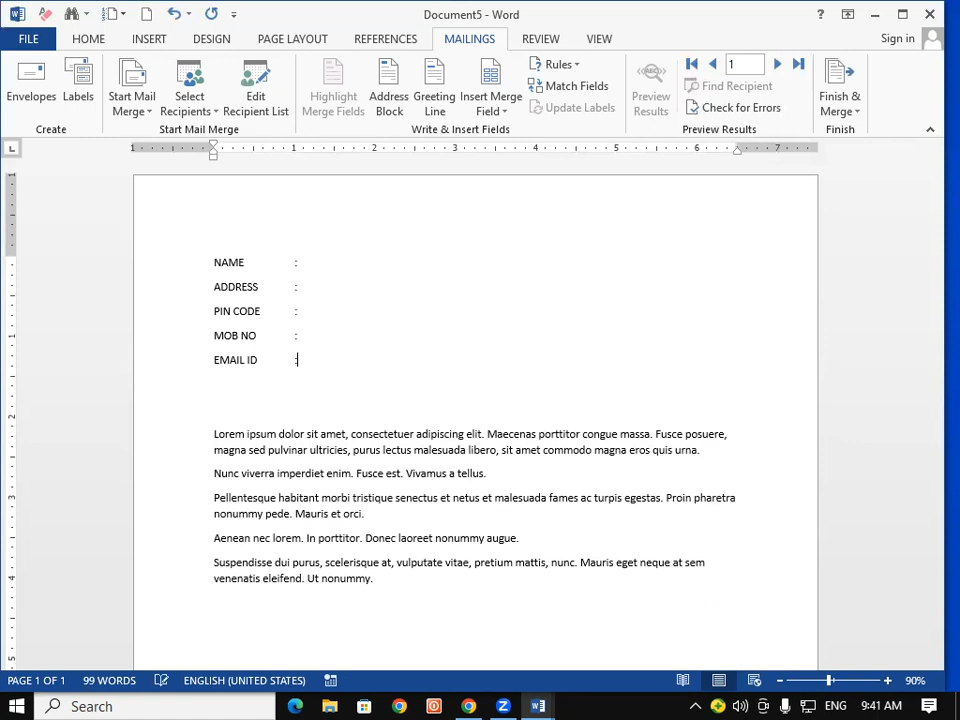 Document5 - Word
?
FILE HOME INSERT DESIGN PAGE LAYOUT REFERENCES MAILINGS REVIEW VIEW Sign in
Envelopes Labels
Create
Start Mail Merge Select Recipients Edit Recipient List
Start Mail Merge
Highlight Merge Fields Address Block Greeting Line Insert Merge Field
Rules
Match Fields
Update Labels
Write & Insert Fields
Preview Results
1
Find Recipient
Check for Errors
Preview Results
Finish & Merge
Finish
1 1 2 3 4 5 6 7
NAME :
ADDRESS :
PIN CODE :
MOB NO :
EMAIL ID :
Lorem ipsum dolor sit amet, consectetuer adipiscing elit. Maecenas porttitor congue massa. Fusce posuere,
magna sed pulvinar ultricies, purus lectus malesuada libero, sit amet commodo magna eros quis urna.
Nunc viverra imperdiet enim. Fusce est. Vivamus a tellus.
Pellentesque habitant morbi tristique senectus et netus et malesuada fames ac turpis egestas. Proin pharetra
nonummy pede. Mauris et orci.
Aenean nec lorem. In porttitor. Donec laoreet nonummy augue.
Suspendisse dui purus, scelerisque at, vulputate vitae, pretium mattis, nunc. Mauris eget neque at sem
venenatis eleifend. Ut nonummy.
PAGE 1 OF 1 99 WORDS ENGLISH (UNITED STATES) 90%
Search ENG 9:41 AM